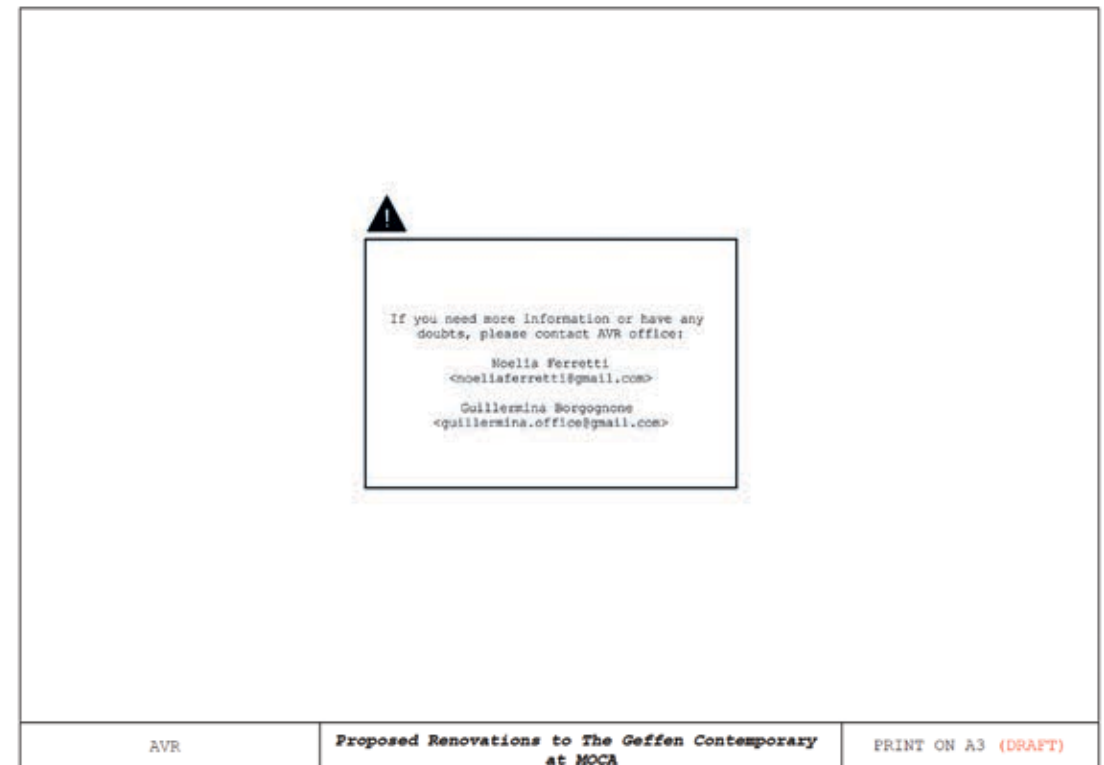 !
If you need more information or have any
doubts, please contact AVR office:
Noelia Ferretti
<noeliaferretti@gmail.com>
Guillermina Borgognone
<guillermina.office@gmail.com>
AVR
Proposed Renovations to The Geffen Contemporary
at MOCA
PRINT ON A3 (DRAFT)